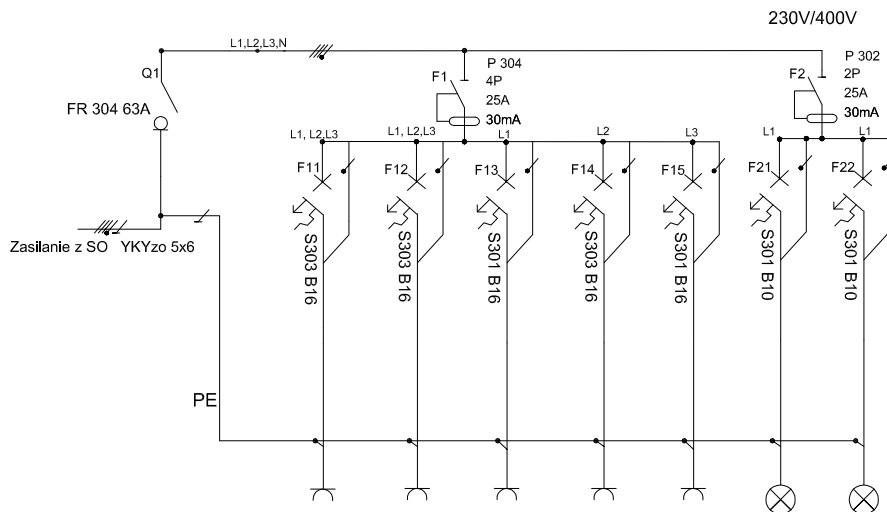 230V/400V
L1,L2,L3,N
Q1
FR 304 63A
F1
P 304
4P
25A
30mA
F2
P 302
2P
25A
30mA
L1, L2,L3
L1, L2,L3
L1
L2
L3
L1
L1
F11
F12
F13
F14
F15
F21
F22
S303 B16
S303 B16
S301 B16
S303 B16
S301 B16
S301 B10
S301 B10
Zasilanie z SO YKYzo 5x6
PE